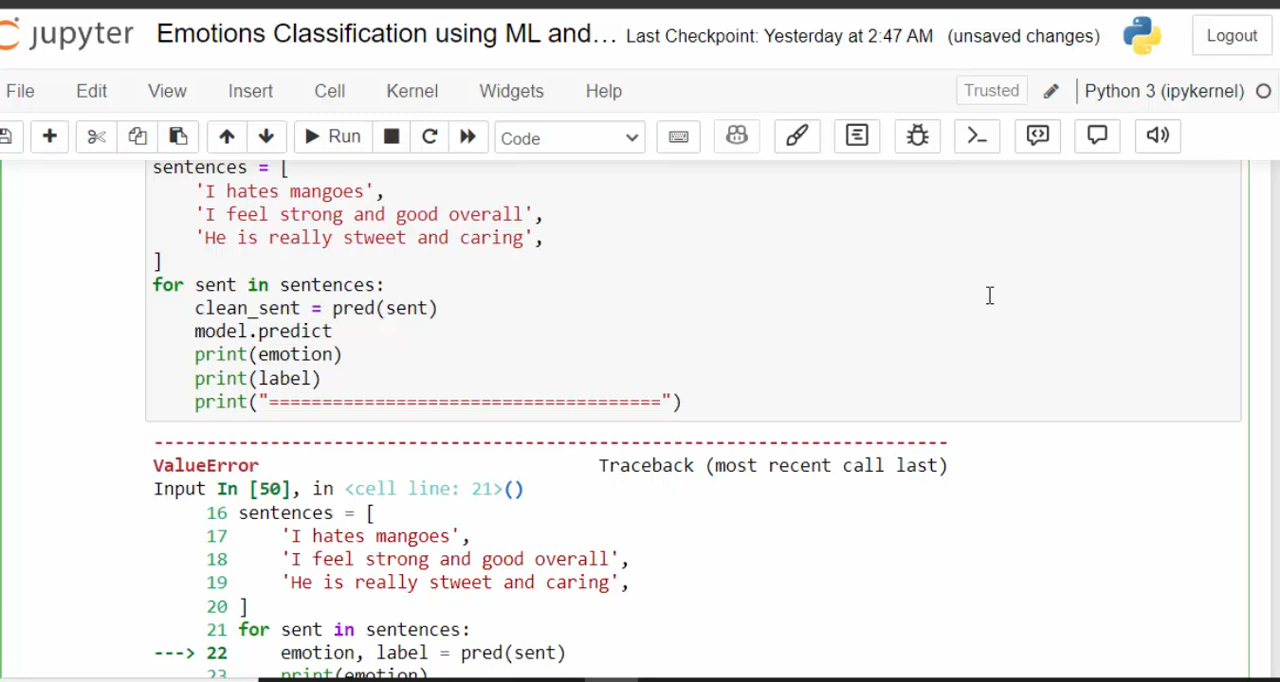 jupyter Emotions Classification using ML and... Last Checkpoint: Yesterday at 2:47 AM (unsaved changes) Logout
File Edit View Insert Cell Kernel Widgets Help Trusted Python 3 (ipykernel)
Run Code
sentences = [
'I hates mangoes',
'I feel strong and good overall',
'He is really stweet and caring',
]
for sent in sentences:
clean_sent = pred(sent)
model.predict
print(emotion)
print(label)
print("=====================================")
---------------------------------------------------------------------------
ValueError Traceback (most recent call last)
Input In [50], in <cell line: 21>()
16 sentences = [
17 'I hates mangoes',
18 'I feel strong and good overall',
19 'He is really stweet and caring',
20 ]
21 for sent in sentences:
---> 22 emotion, label = pred(sent)
23 print(emotion)